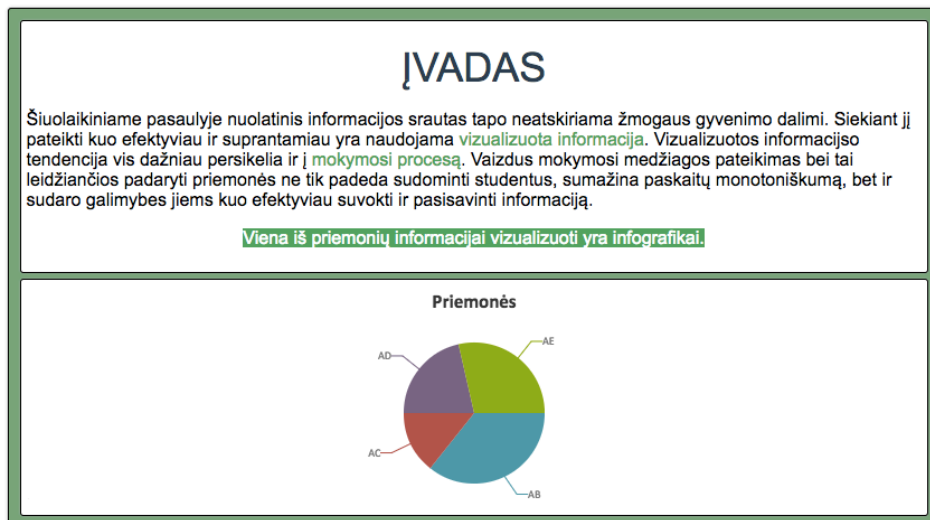 ĮVADAS
Šiuolaikiniame pasaulyje nuolatinis informacijos srautas tapo neatskiriama žmogaus gyvenimo dalimi. Siekiant jį
pateikti kuo efektyviau ir suprantamiau yra naudojama vizualizuota informacija. Vizualizuotos informacijso
tendencija vis dažniau persikelia ir į mokymosi procesą. Vaizdus mokymosi medžiagos pateikimas bei tai
leidžiančios padaryti priemonės ne tik padeda sudominti studentus, sumažina paskaitų monotoniškumą, bet ir
sudaro galimybes jiems kuo efektyviau suvokti ir pasisavinti informaciją.
Viena iš priemonių informacijai vizualizuoti yra infografikai.
Priemonės
AE
AD
AC
AB